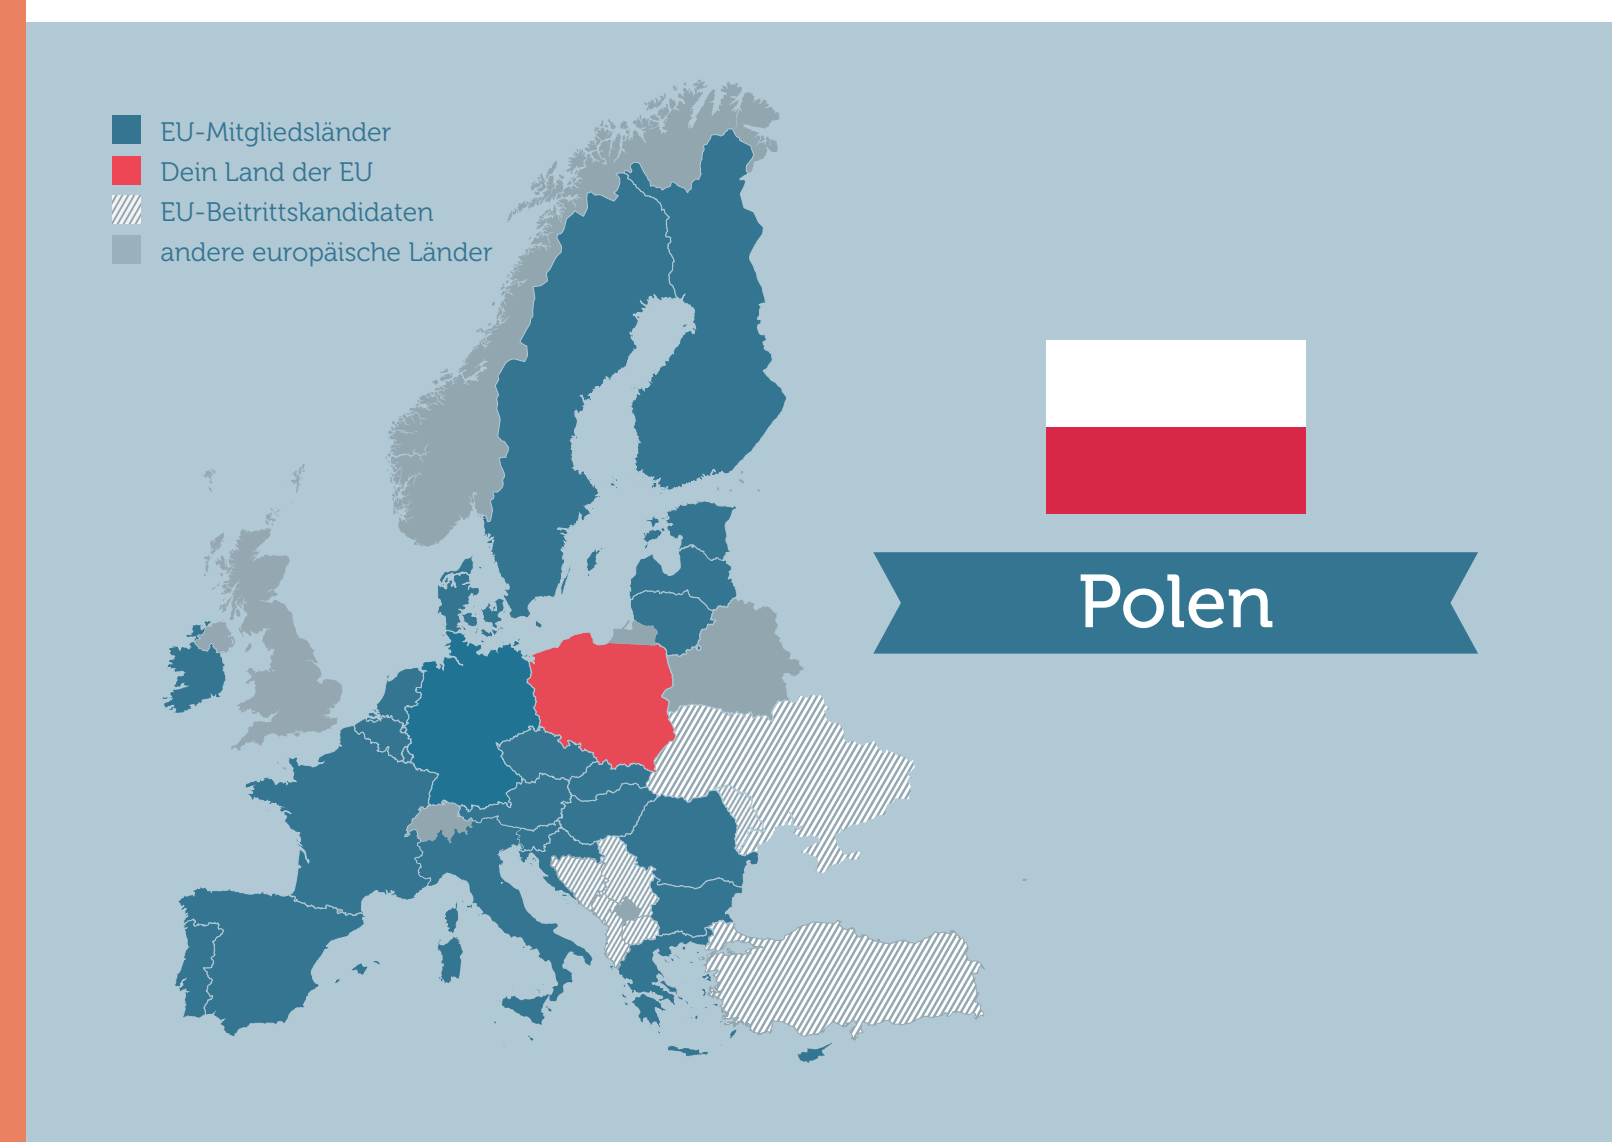 EU-Mitgliedsländer
Dein Land der EU
EU-Beitrittskandidaten
andere europäische Länder
Polen